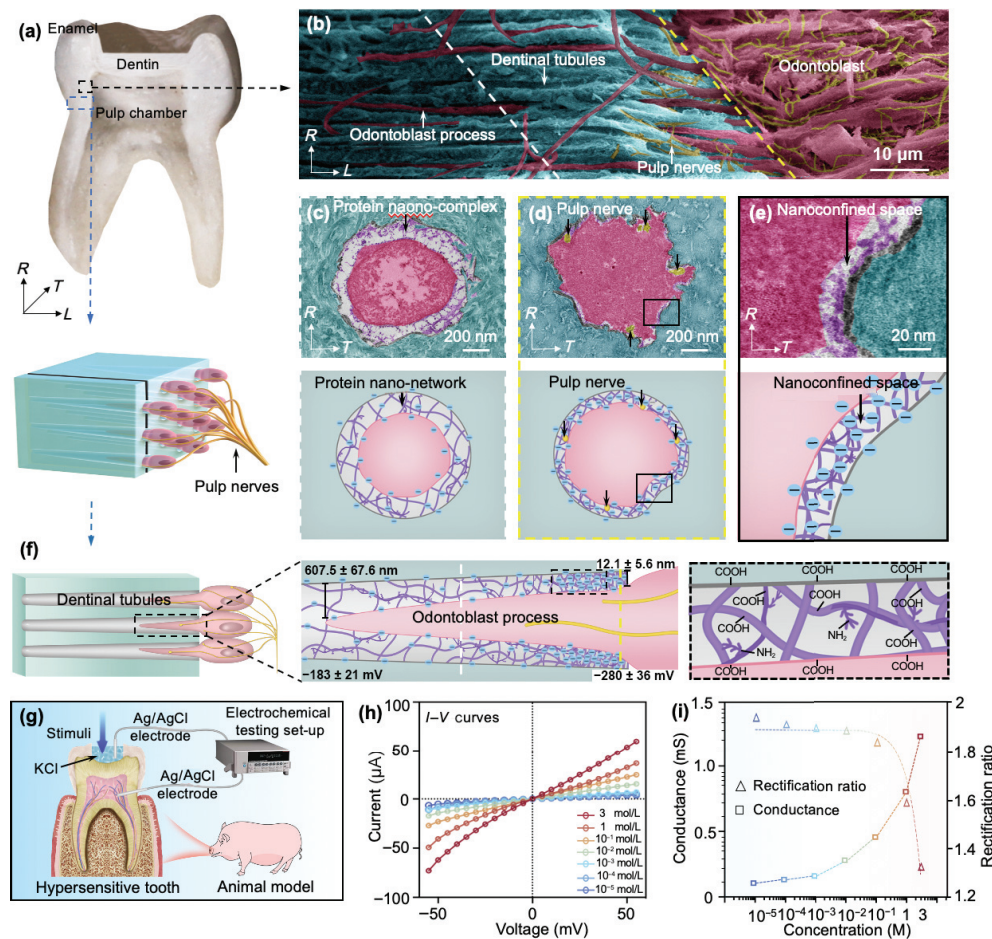 (a)
Enamel
Dentin
Pulp chamber
R
T
L
Pulp nerves
(b)
Dentinal tubules
Odontoblast
Odontoblast process
Pulp nerves
R
L
10 μm
(c)
Protein naono-complex
R
T
200 nm
Protein nano-network
(d)
Pulp nerve
R
T
200 nm
Pulp nerve
(e)
Nanoconfined space
R
T
20 nm
Nanoconfined space
(f)
Dentinal tubules
607.5 ± 67.6 nm
12.1 ± 5.6 nm
Odontoblast process
−183 ± 21 mV
−280 ± 36 mV
COOH
COOH
COOH
COOH
COOH
COOH
COOH
COOH
NH2
NH2
COOH
COOH
COOH
(g)
Stimuli
Ag/AgCl
electrode
Electrochemical
testing set-up
KCl
Ag/AgCl
electrode
Hypersensitive tooth
Animal model
(h)
I–V curves
Current (μA)
100
50
0
−50
−100
3 mol/L
1 mol/L
10−1 mol/L
10−2 mol/L
10−3 mol/L
10−4 mol/L
10−5 mol/L
−50
0
50
Voltage (mV)
(i)
Conductance (mS)
1.5
1.0
0.5
0
Rectification ratio
Conductance
Rectification ratio
2
1.8
1.6
1.4
1.2
10−5 10−4 10−3 10−2 10−1 1 3
Concentration (M)